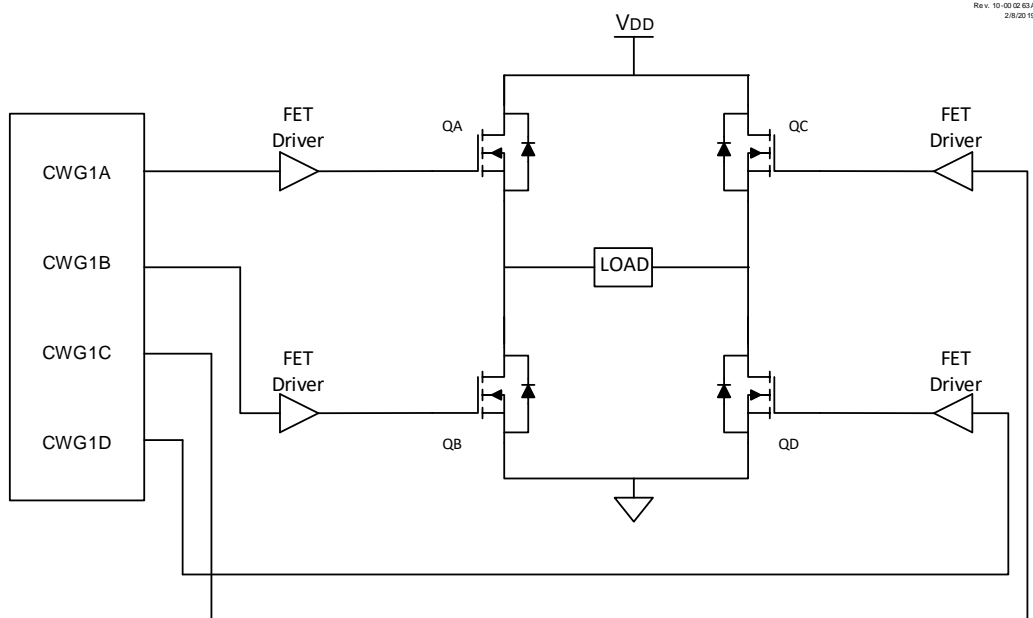 Rev. 10-000263A
2/8/2019
VDD
FET
Driver
QA
QC
FET
Driver
CWG1A
CWG1B
LOAD
CWG1C
FET
Driver
FET
Driver
CWG1D
QB
QD